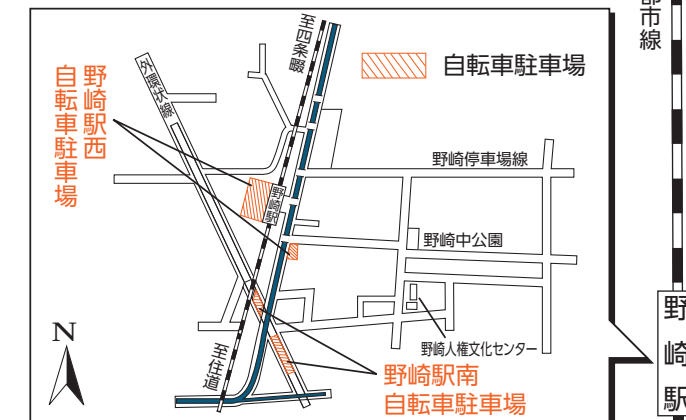 都市線
至四条畷
自転車駐車場
外環状線
野崎駅西
自転車駐車場
野崎停車場線
野崎駅
野崎中公園
野崎人権文化センター
至住道
野崎駅南
自転車駐車場
N
野崎駅